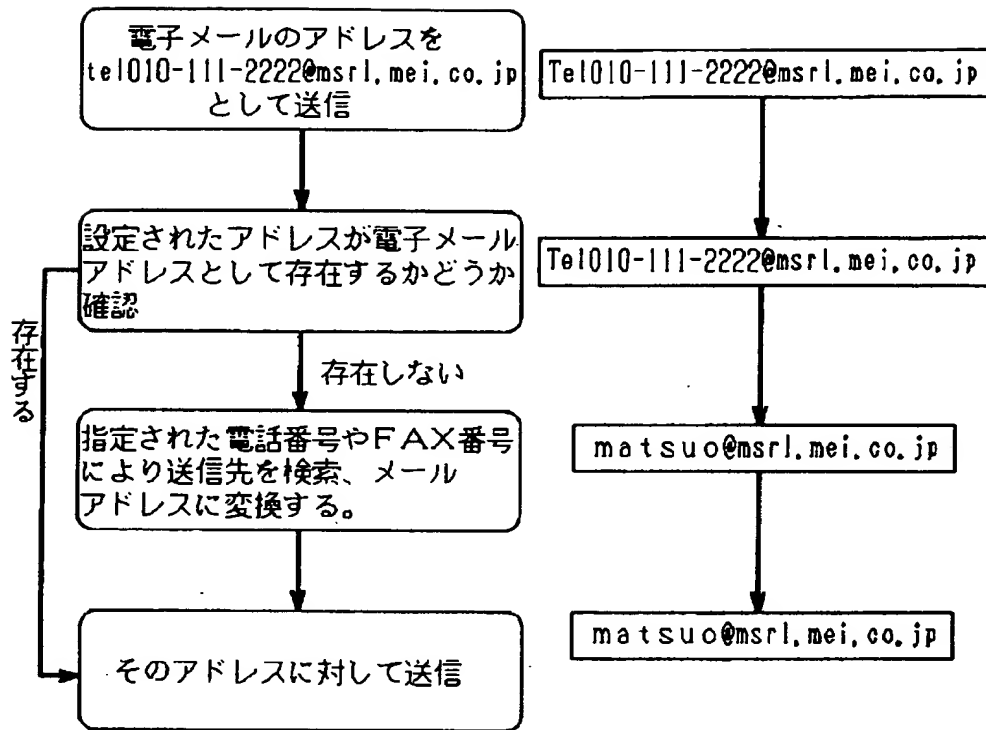 電子メールのアドレスを
tel010-111-2222@msrl.mei.co.jp
として送信
設定されたアドレスが電子メール
アドレスとして存在するかどうか
確認
存在する
存在しない
指定された電話番号やFAX番号
により送信先を検索、メール
アドレスに変換する。
そのアドレスに対して送信
Tel010-111-2222@msrl.mei.co.jp
Tel010-111-2222@msrl.mei.co.jp
matsuo@msrl.mei.co.jp
matsuo@msrl.mei.co.jp